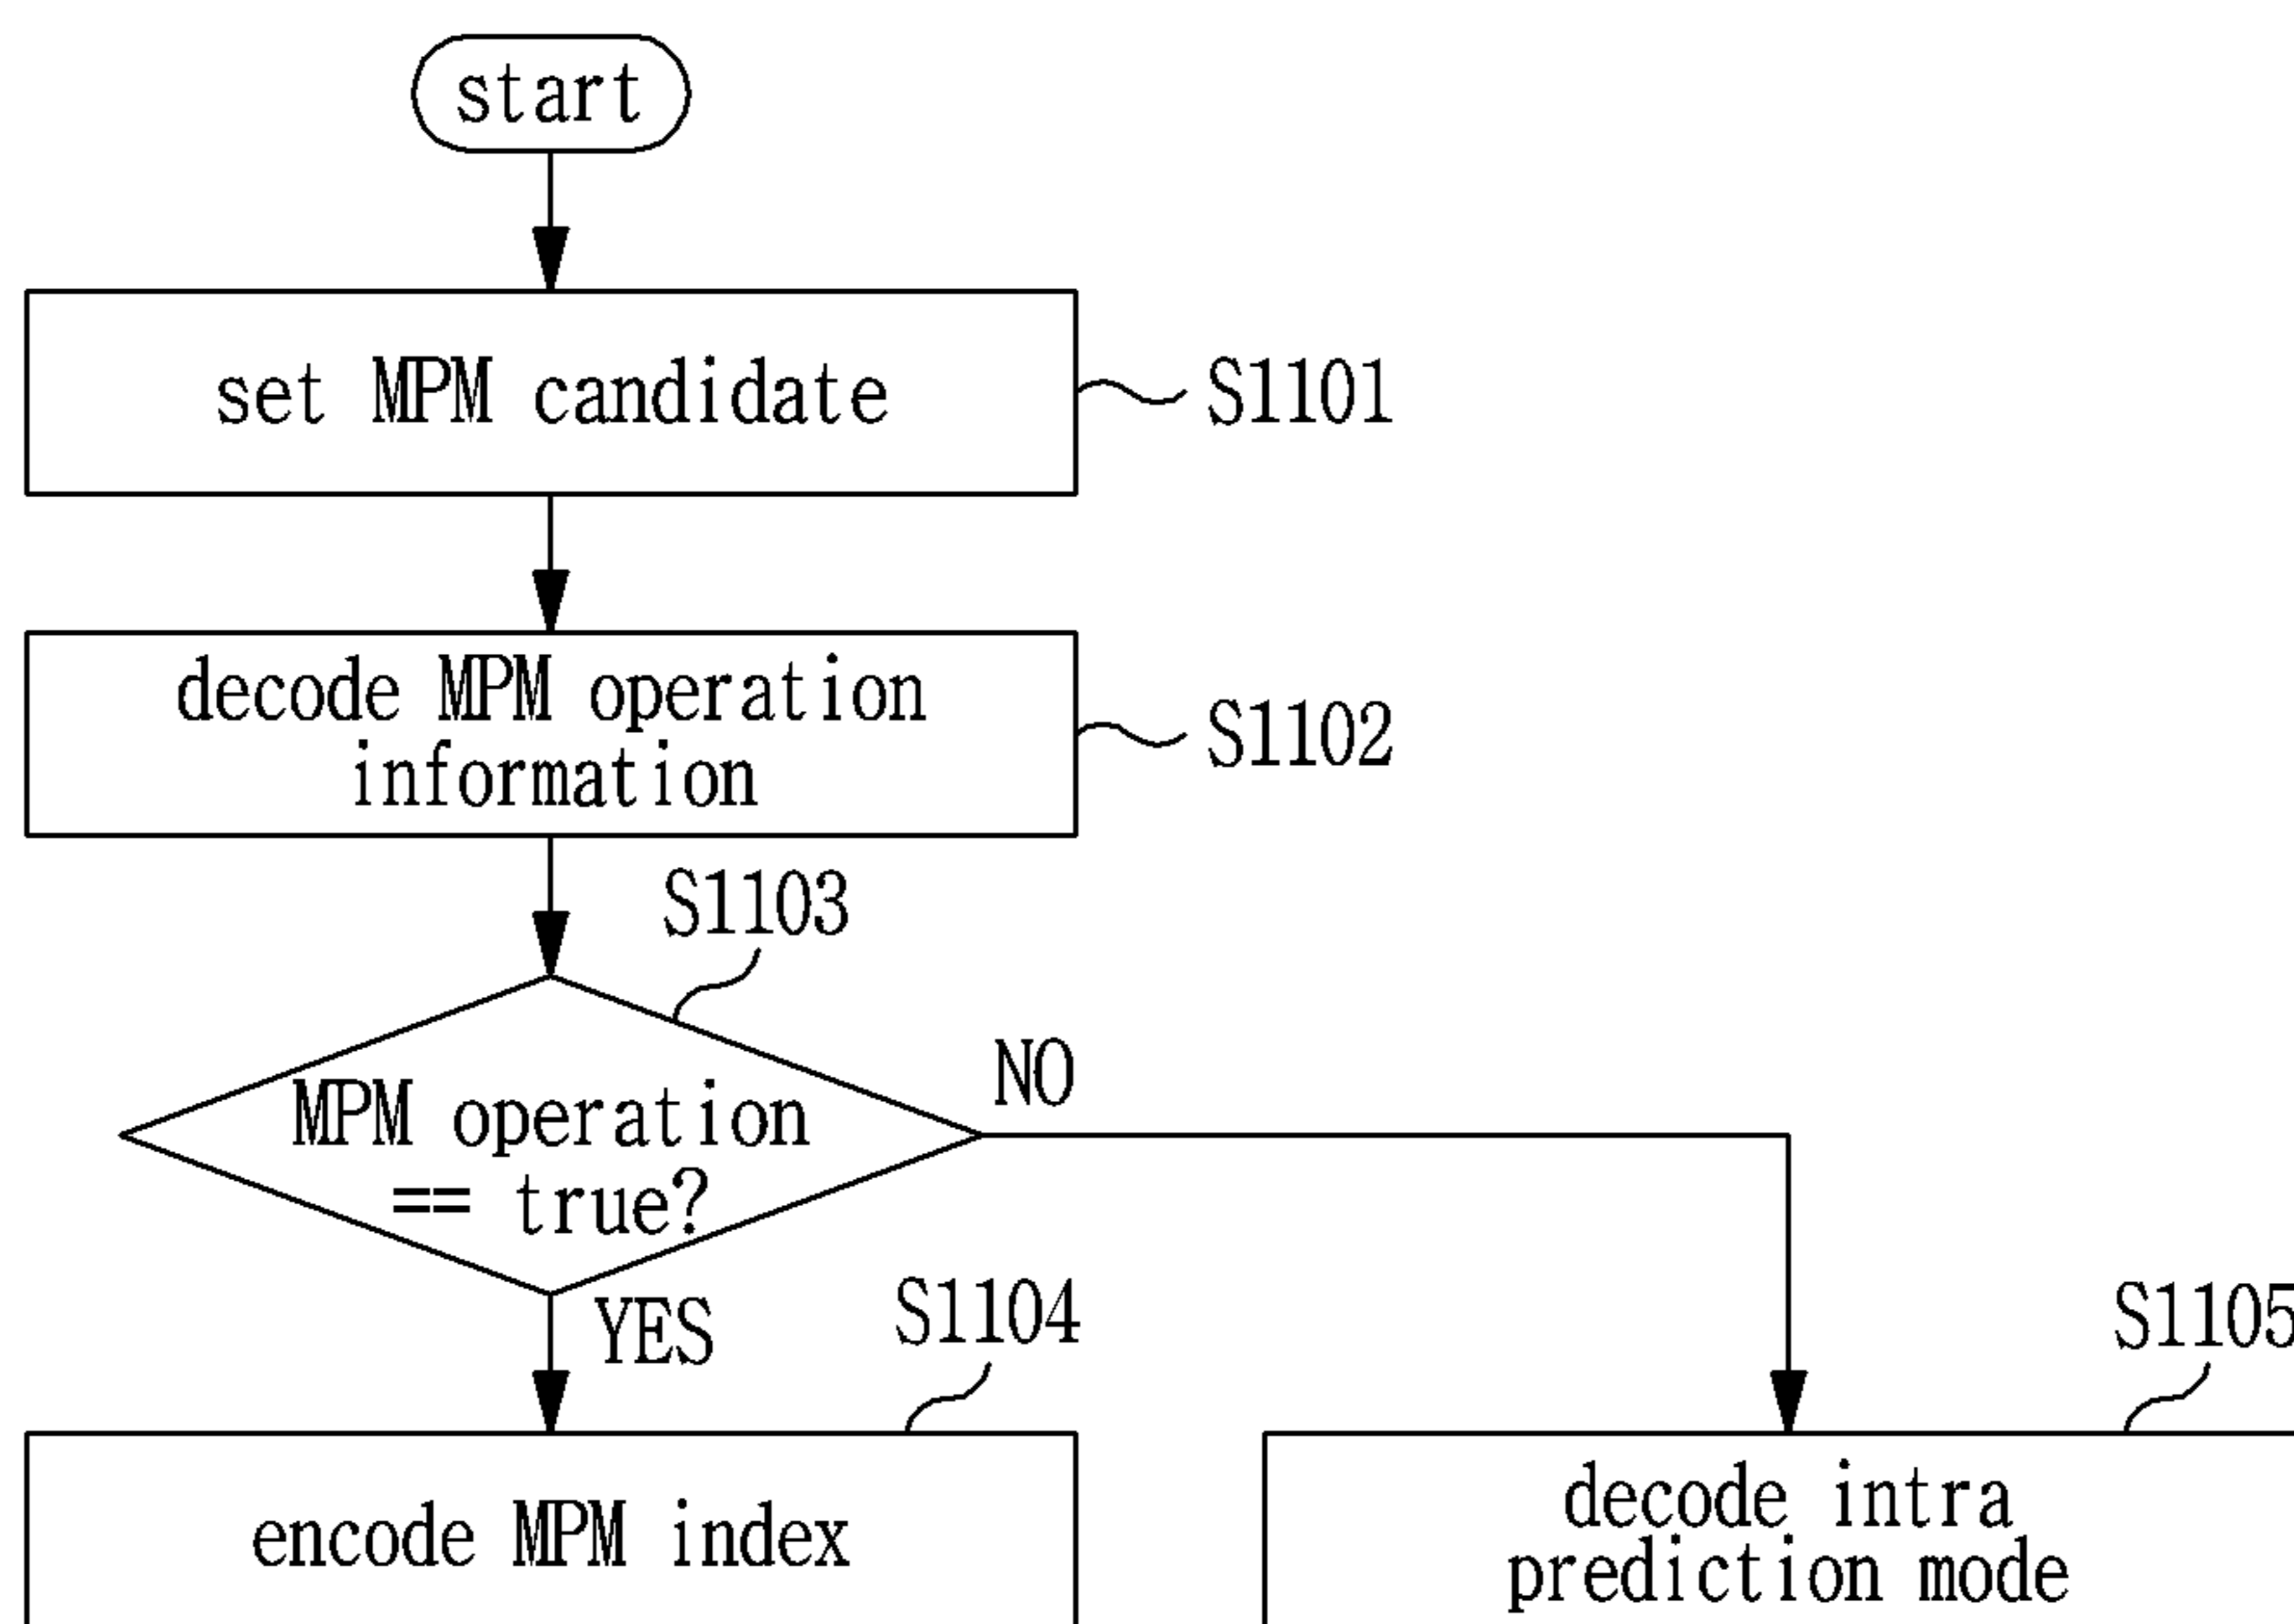 start
set MPM candidate
S1101
decode MPM operation
information
S1102
S1103
MPM operation
== true?
NO
YES
S1104
S1105
encode MPM index
decode intra
prediction mode